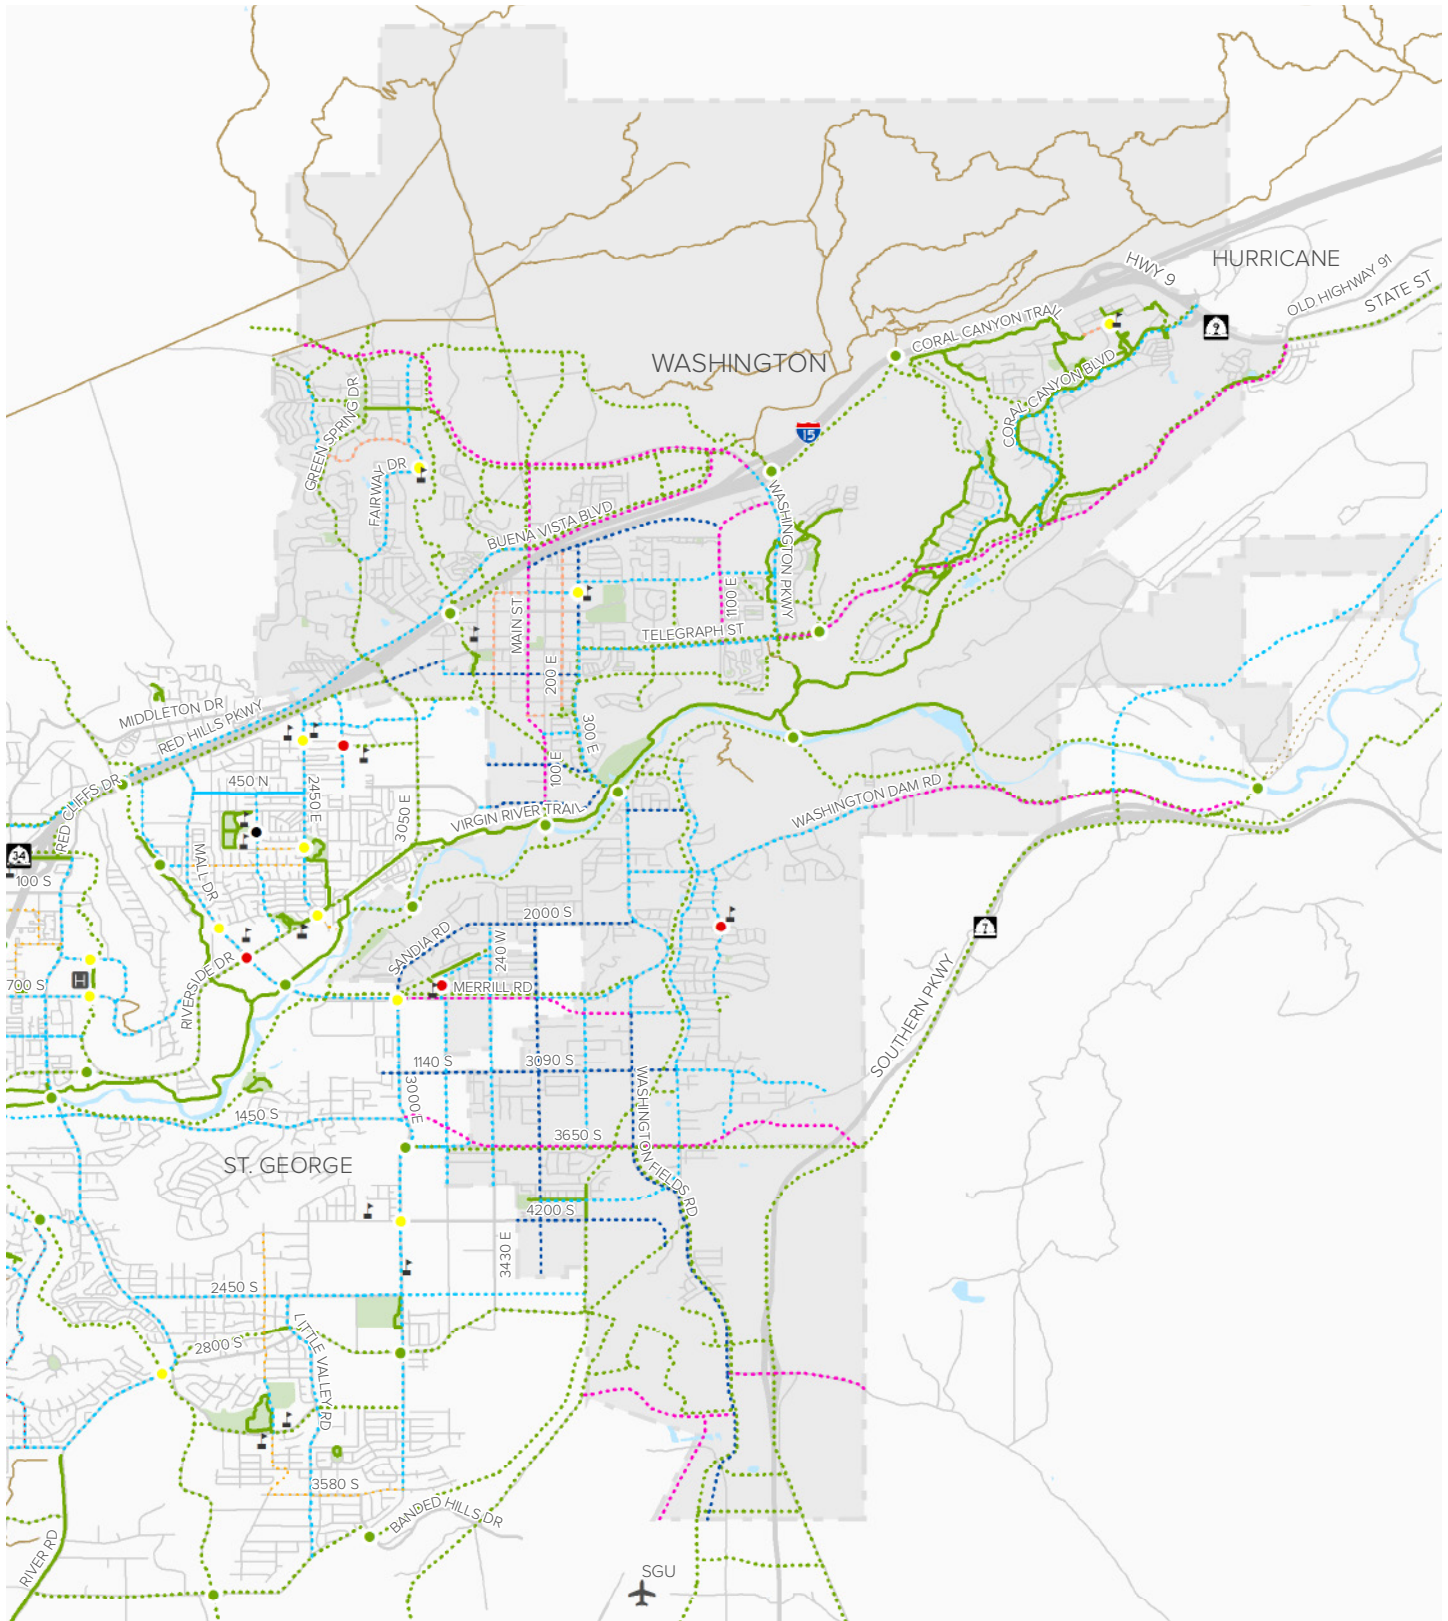 HURRICANE
HWY 9
OLD HIGHWAY 91
STATE ST
9
CORAL CANYON TRAIL
WASHINGTON
CORAL CANYON BLVD
GREEN SPRING DR
15
FAIRWAY DR
WASHINGTON PKWY
BUENA VISTA BLVD
1100 E
MAIN ST
TELEGRAPH ST
200 E
MIDDLETON DR
RED HILLS PKWY
300 E
450 N
2450 E
100 E
RED CLIFFS DR
3050 E
VIRGIN RIVER TRAIL
WASHINGTON DAM RD
34
100 S
MALL DR
2000 S
7
SANDIA RD
240 W
RIVERSIDE DR
H
700 S
MERRILL RD
SOUTHERN PKWY
1140 S
3090 S
WASHINGTON FIELDS RD
3000 E
1450 S
3650 S
ST. GEORGE
4200 S
3430 E
2450 S
LITTLE VALLEY RD
2800 S
3580 S
BANDED HILLS DR
RIVER RD
SGU